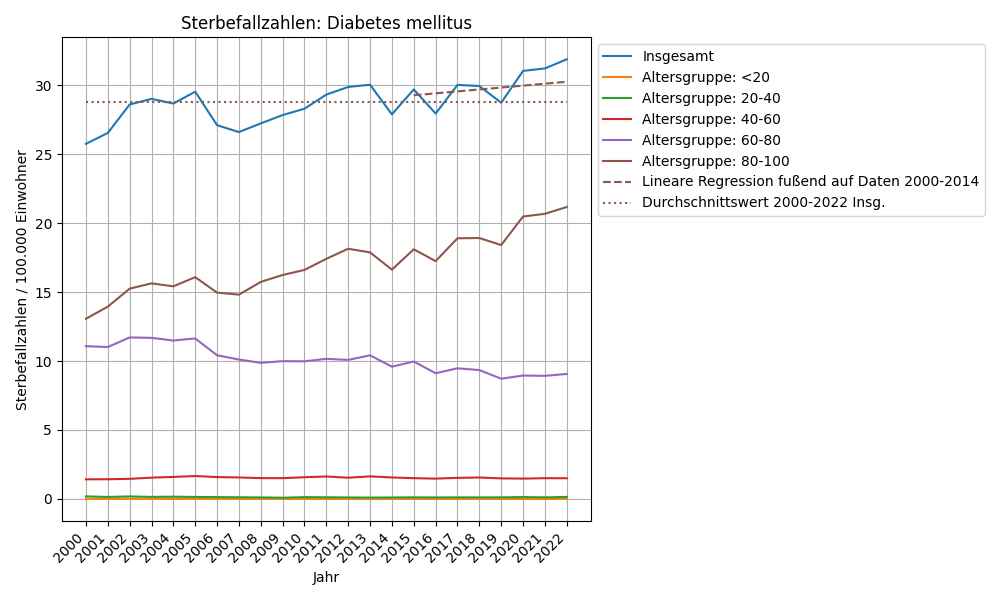 Sterbefallzahlen: Diabetes mellitus
Sterbefallzahlen / 100.000 Einwohner
30
25
20
15
10
5
0
2000
2001
2002
2003
2004
2005
2006
2007
2008
2009
2010
2011
2012
2013
2014
2015
2016
2017
2018
2019
2020
2021
2022
Jahr
Insgesamt
Altersgruppe: <20
Altersgruppe: 20-40
Altersgruppe: 40-60
Altersgruppe: 60-80
Altersgruppe: 80-100
Lineare Regression fußend auf Daten 2000-2014
Durchschnittswert 2000-2022 Insg.